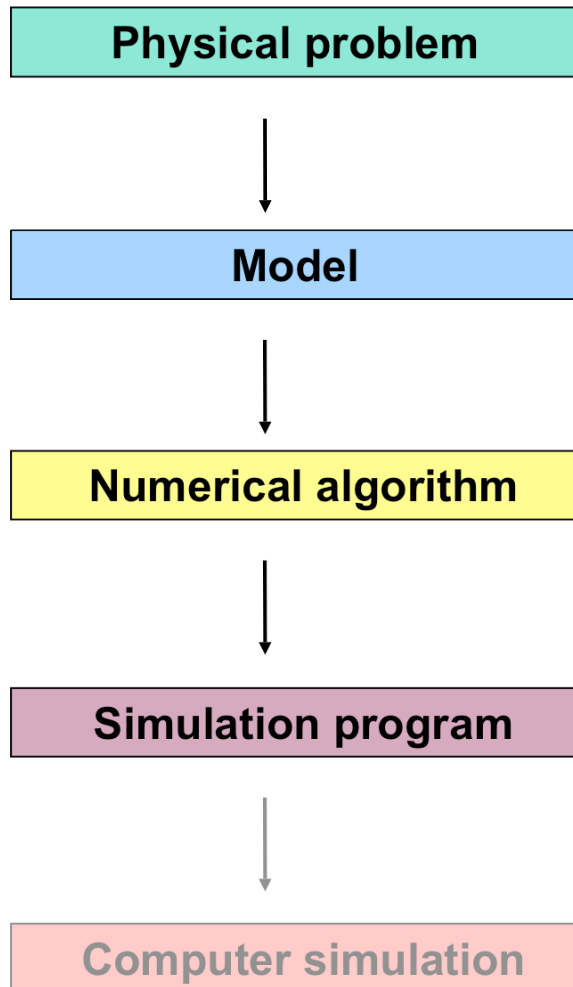 Physical problem
Model
Numerical algorithm
Simulation program
Computer simulation